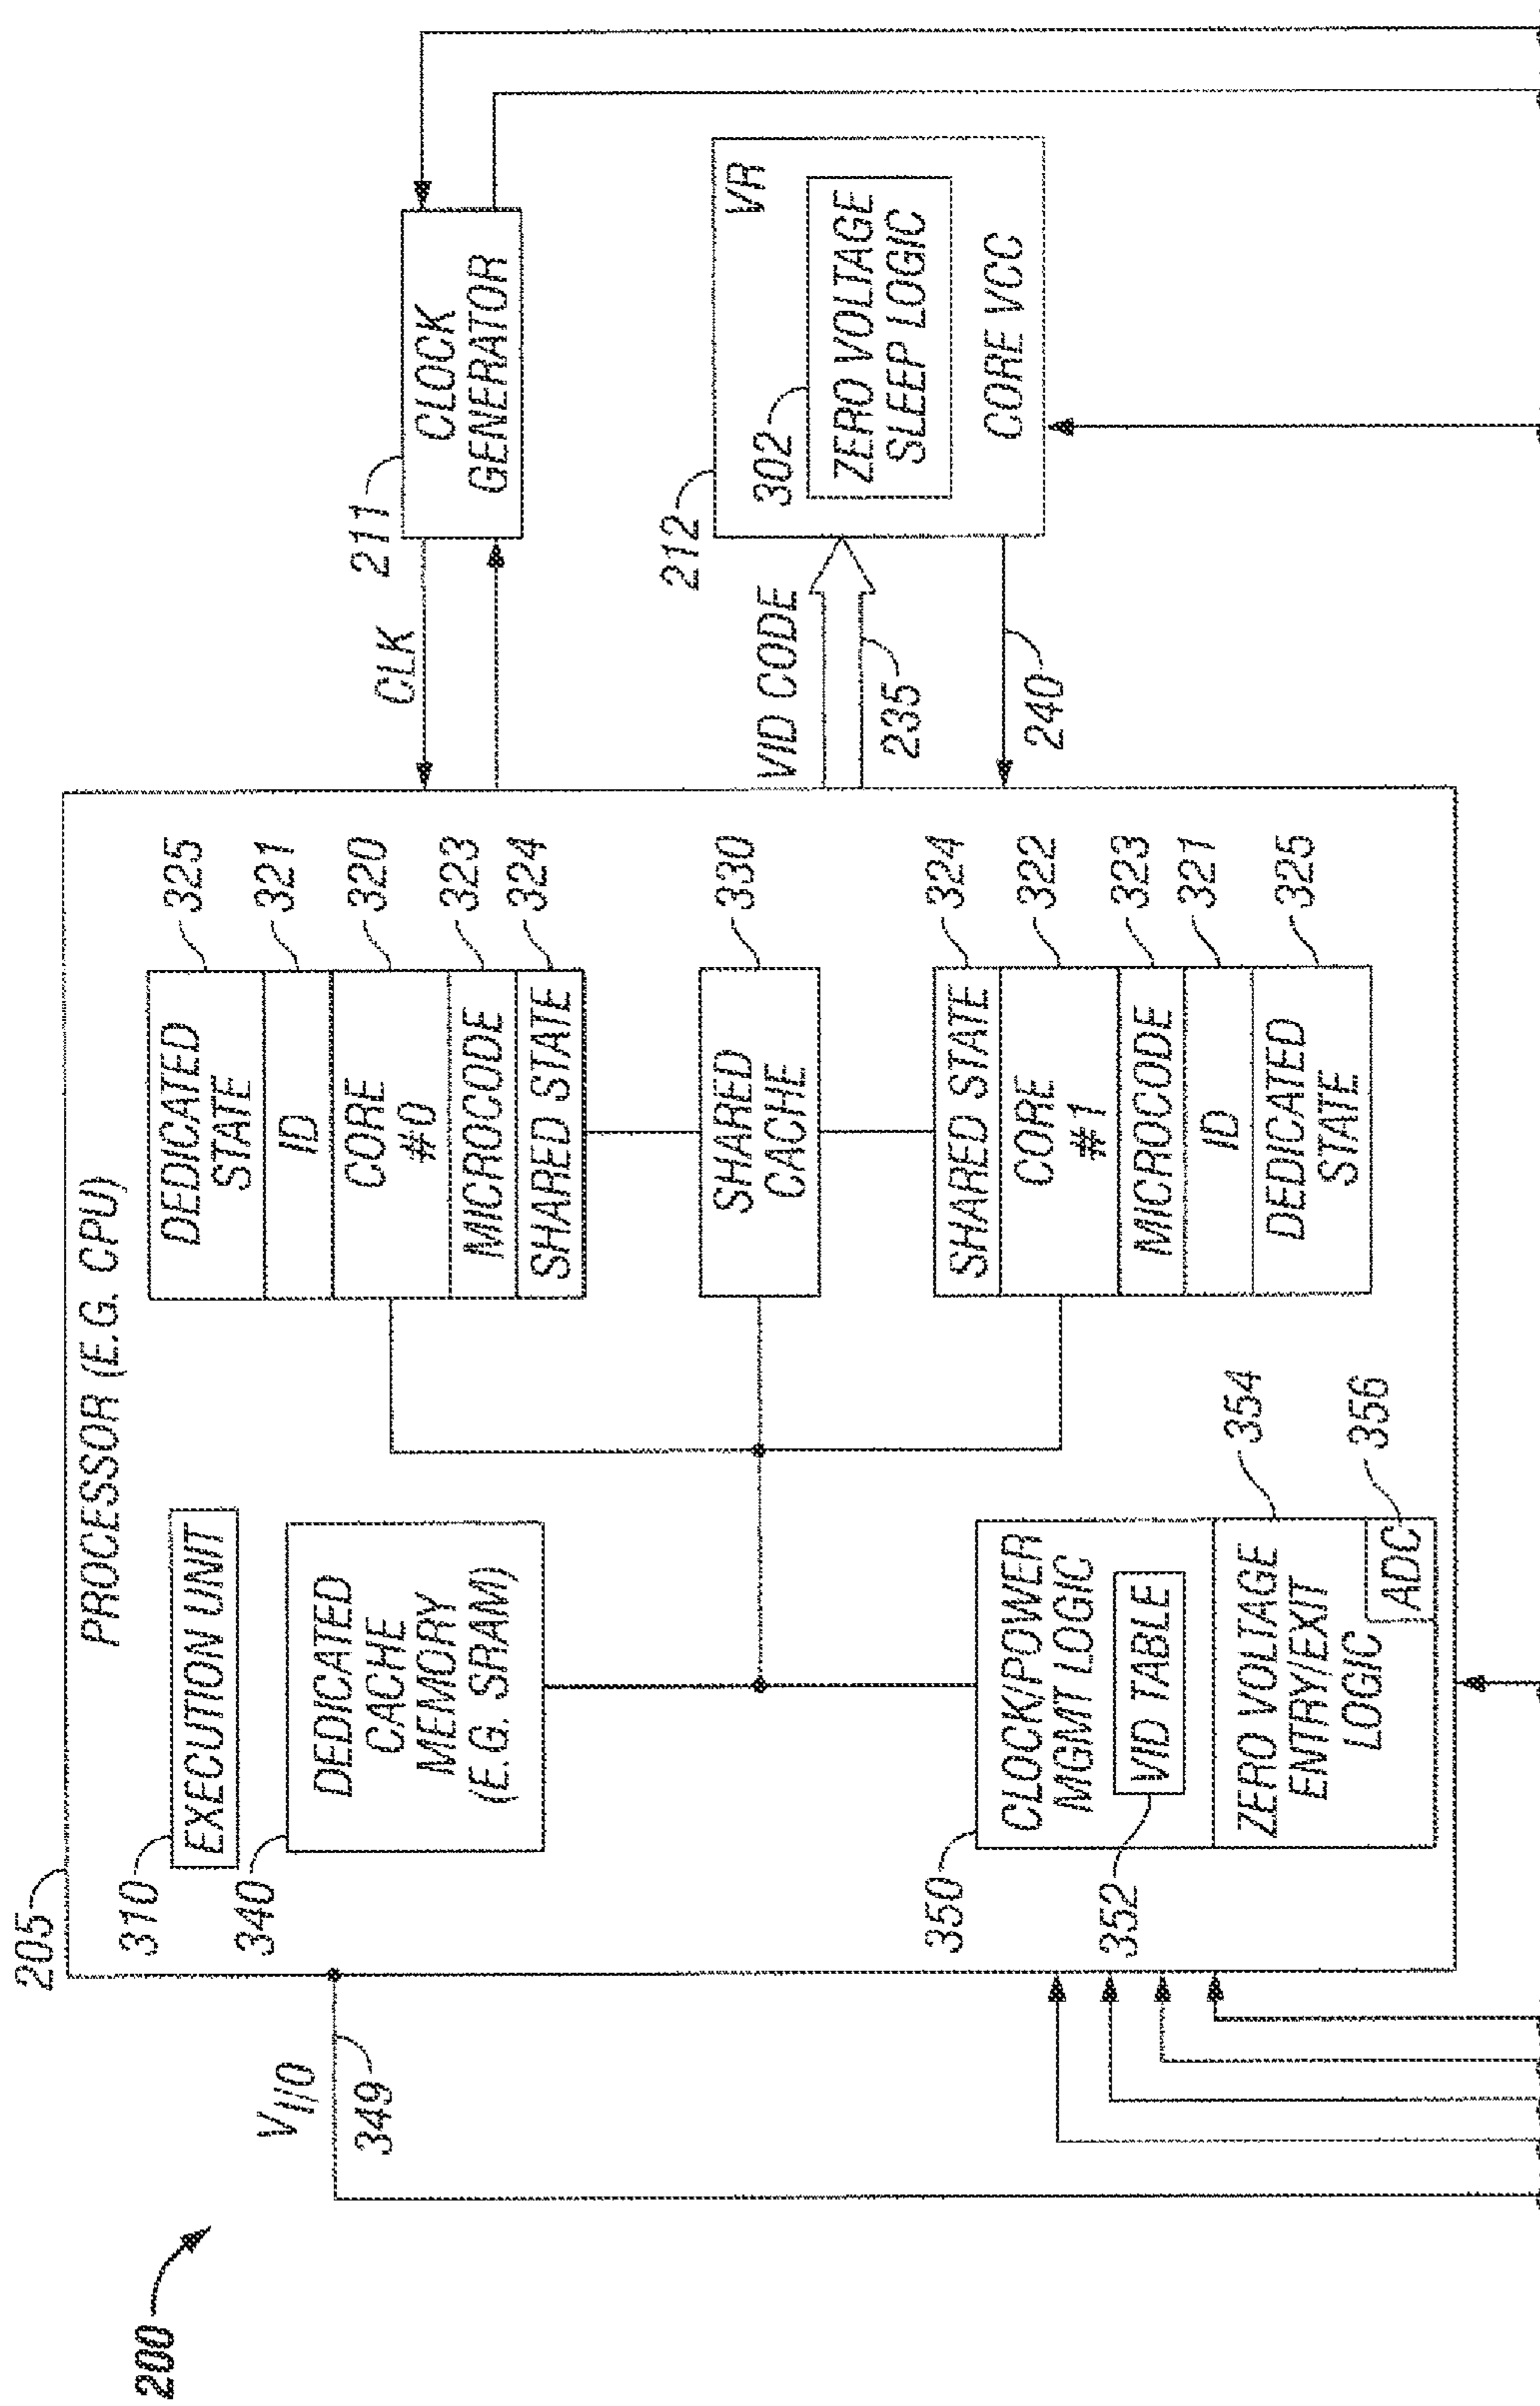 200
205
PROCESSOR (E.G. CPU)
V I/O
349
310
EXECUTION UNIT
340
DEDICATED
CACHE
MEMORY
(E.G. SRAM)
350
CLOCK/POWER
MGMT LOGIC
352
VID TABLE
ZERO VOLTAGE
ENTRY/EXIT
LOGIC
354
ADC
356
DEDICATED
STATE
325
ID
321
CORE
#0
320
MICROCODE
323
SHARED STATE
324
SHARED
CACHE
330
SHARED STATE
324
CORE
#1
322
MICROCODE
323
ID
321
DEDICATED
STATE
325
CLK
211
CLOCK
GENERATOR
VID CODE
235
240
212
VR
302
ZERO VOLTAGE
SLEEP LOGIC
CORE VCC